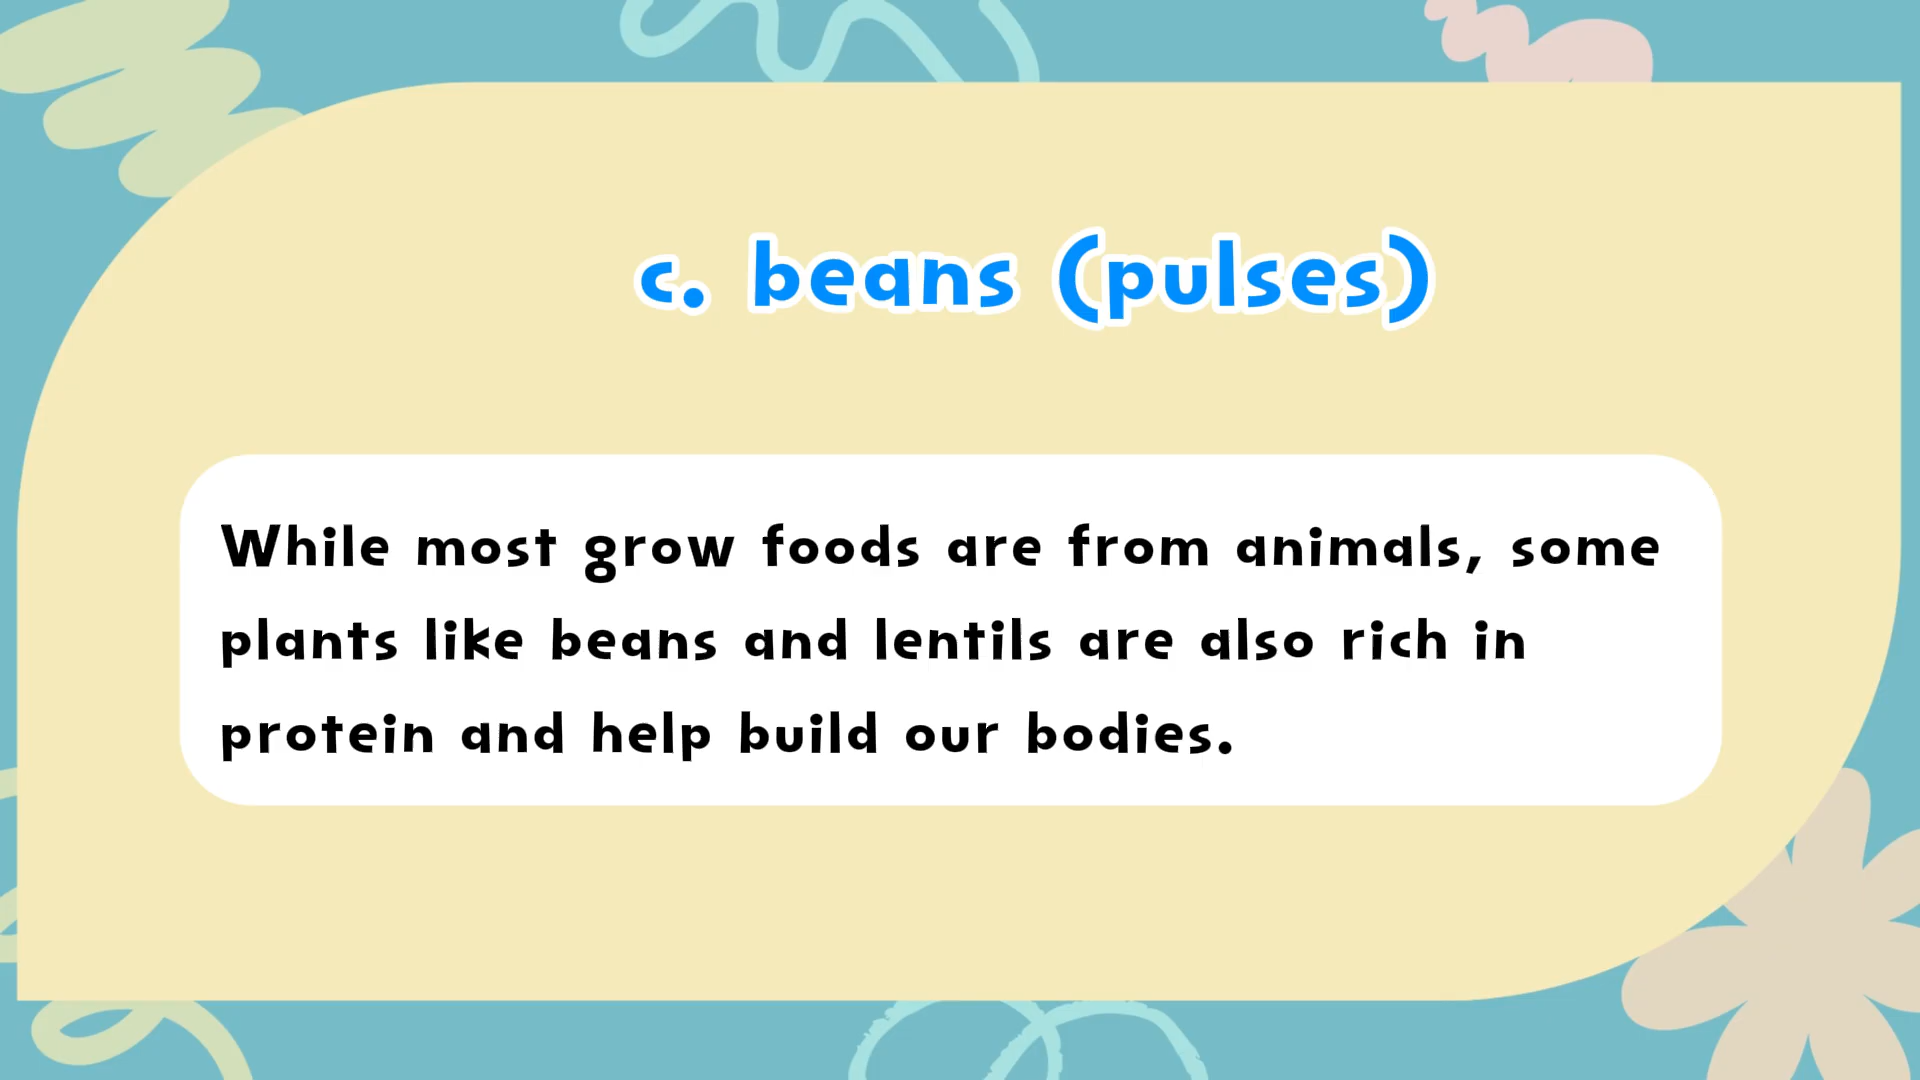 c. beans (pulses)
While most grow foods are from animals, some
plants like beans and lentils are also rich in
protein and help build our bodies.